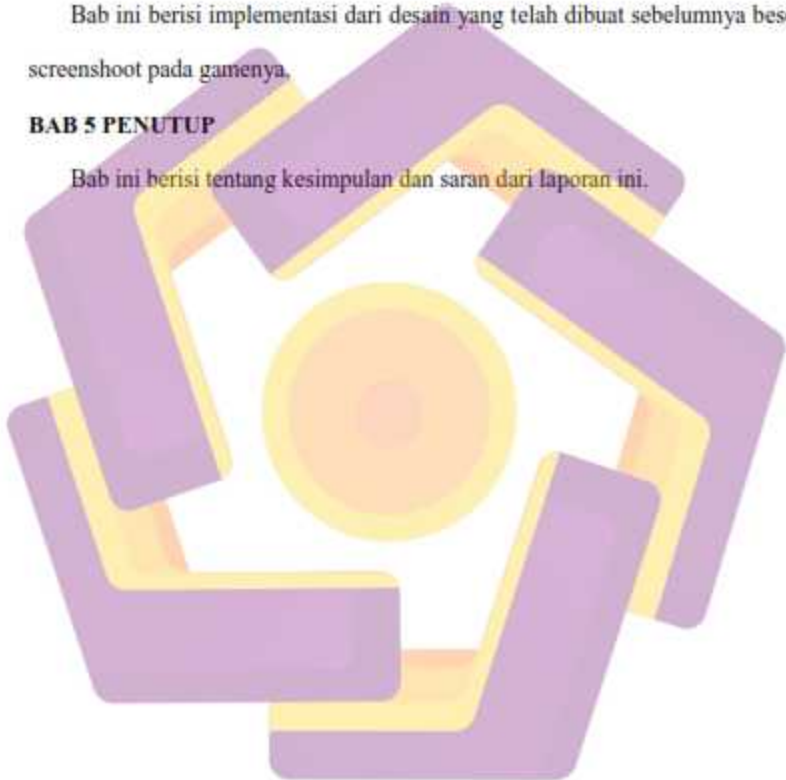 Bab ini berisi implementasi dari desain yang telah dibuat sebelumnya
screenshoot pada gamenya.
BAB 5 PENUTUP
Bab ini berisi tentang kesimpulan dan saran dari laporan ini.